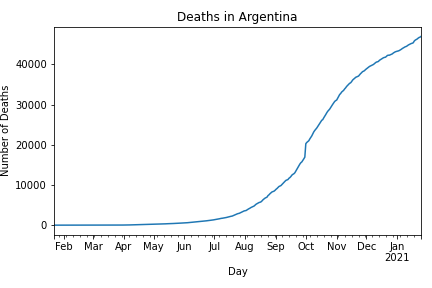 Deaths in Argentina
Number of Deaths
40000
30000
20000
10000
0
Feb Mar Apr May Jun Jul Aug Sep Oct Nov Dec Jan
2021
Day